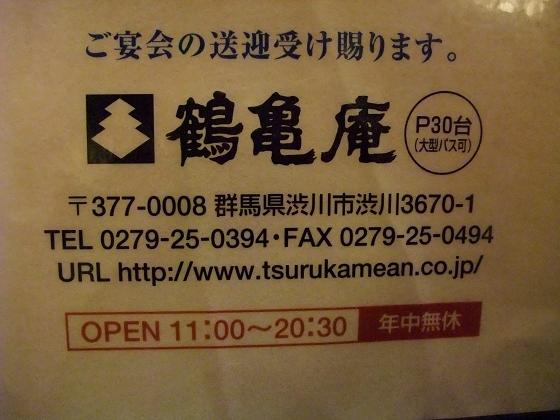 ご宴会の送迎受け賜ります。
鶴亀庵 P30台
(大型バス可)
〒377-0008 群馬県渋川市渋川3670-1
TEL 0279-25-0394・FAX 0279-25-0494
URL http://www.tsurukamean.co.jp/
OPEN 11:00〜20:30 年中無休